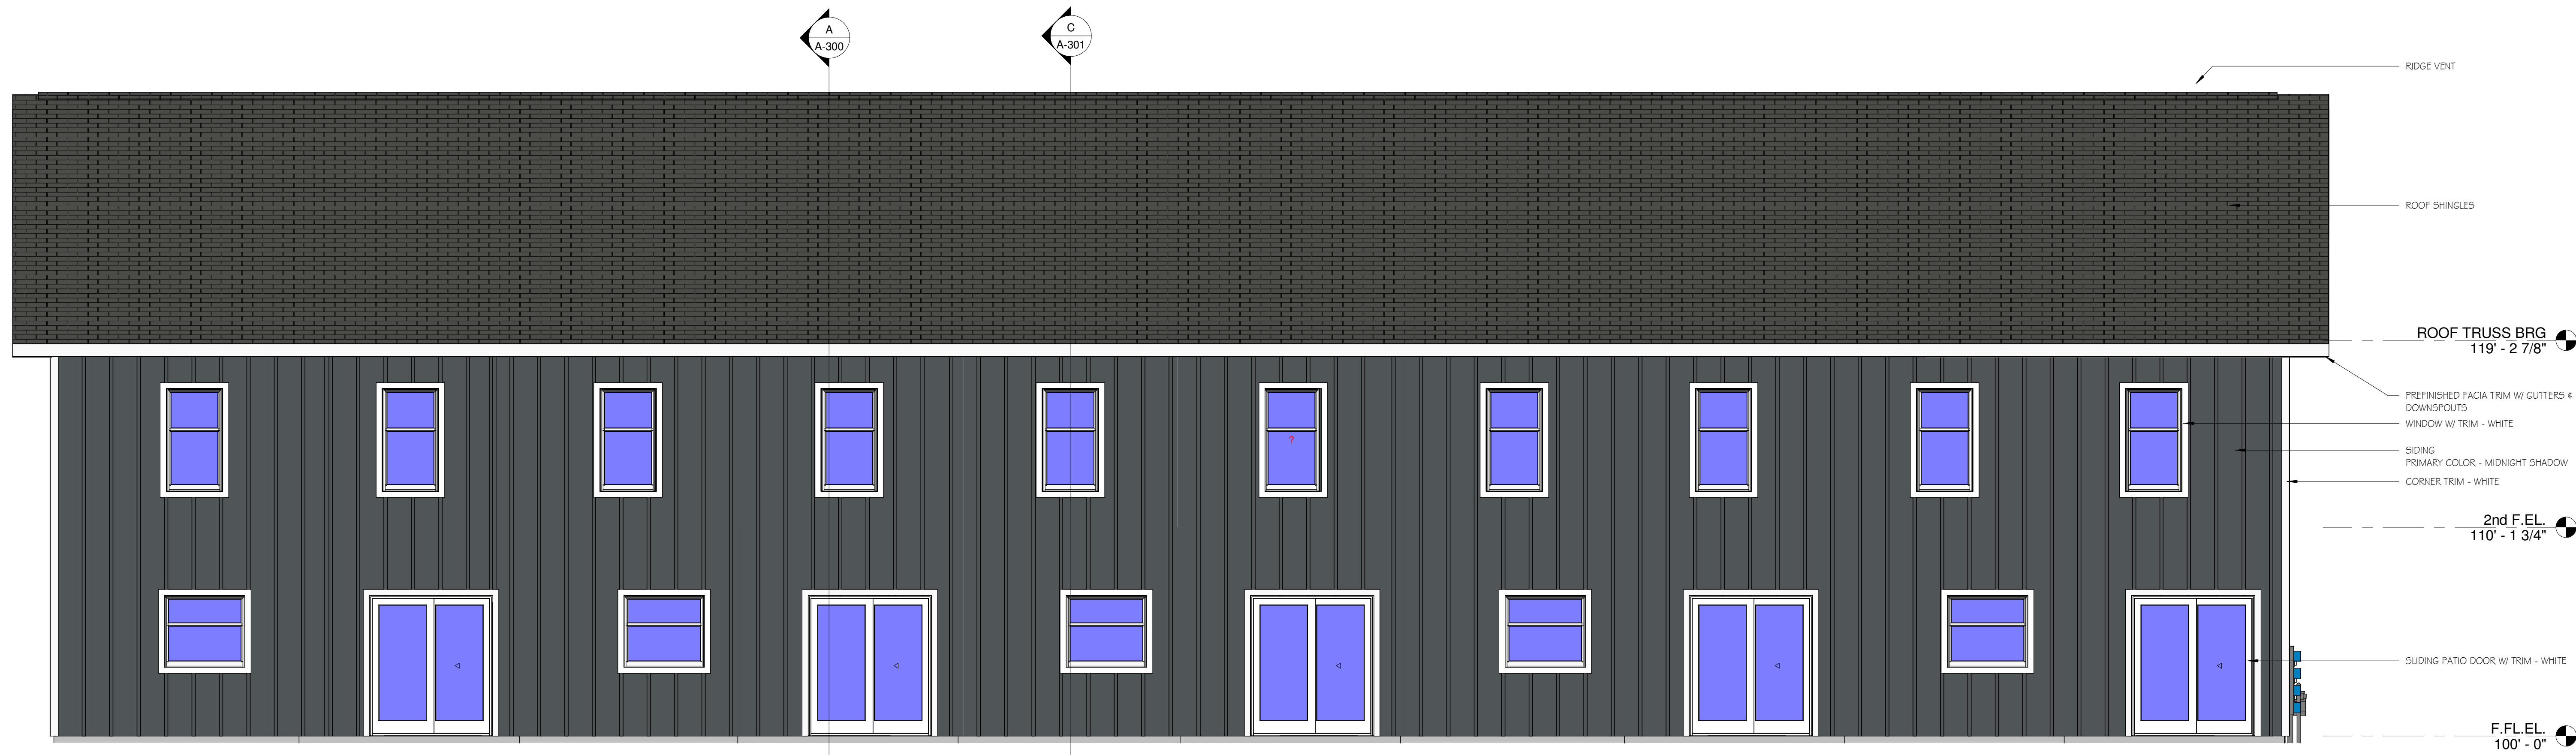 A
A-300
C
A-301
RIDGE VENT
ROOF SHINGLES
ROOF TRUSS BRG
119' - 2 7/8"
PREFINISHED FACIA TRIM W/ GUTTERS &
DOWNSPOUTS
WINDOW W/ TRIM - WHITE
?
SIDING
PRIMARY COLOR - MIDNIGHT SHADOW
CORNER TRIM - WHITE
2nd F.EL.
110' - 1 3/4"
SLIDING PATIO DOOR W/ TRIM - WHITE
F.FL.EL.
100' - 0"